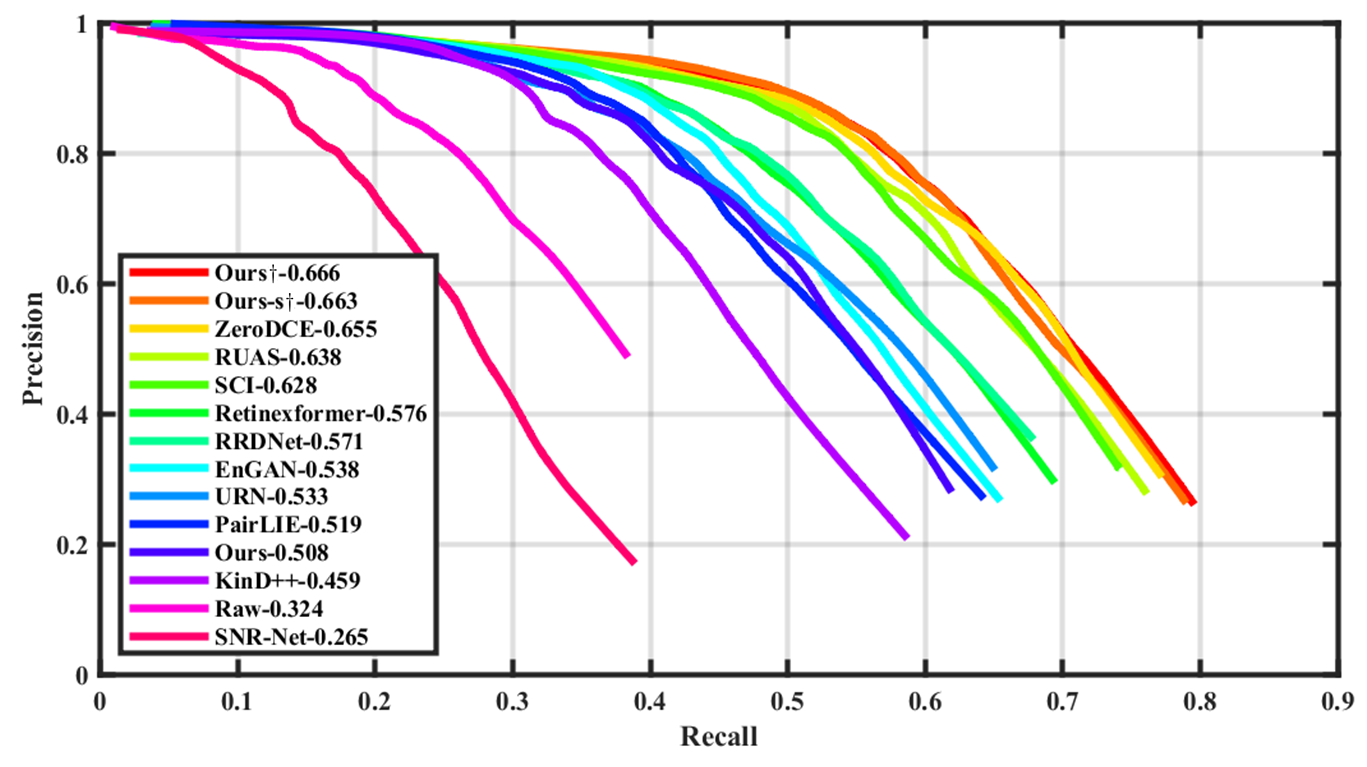 1
0.8
0.6
0.4
0.2
0
Precision
Ours†-0.666
Ours-s†-0.663
ZeroDCE-0.655
RUAS-0.638
SCI-0.628
Retinexformer-0.576
RRDNet-0.571
EnGAN-0.538
URN-0.533
PairLIE-0.519
Ours-0.508
KinD++-0.459
Raw-0.324
SNR-Net-0.265
0 0.1 0.2 0.3 0.4 0.5 0.6 0.7 0.8 0.9
Recall